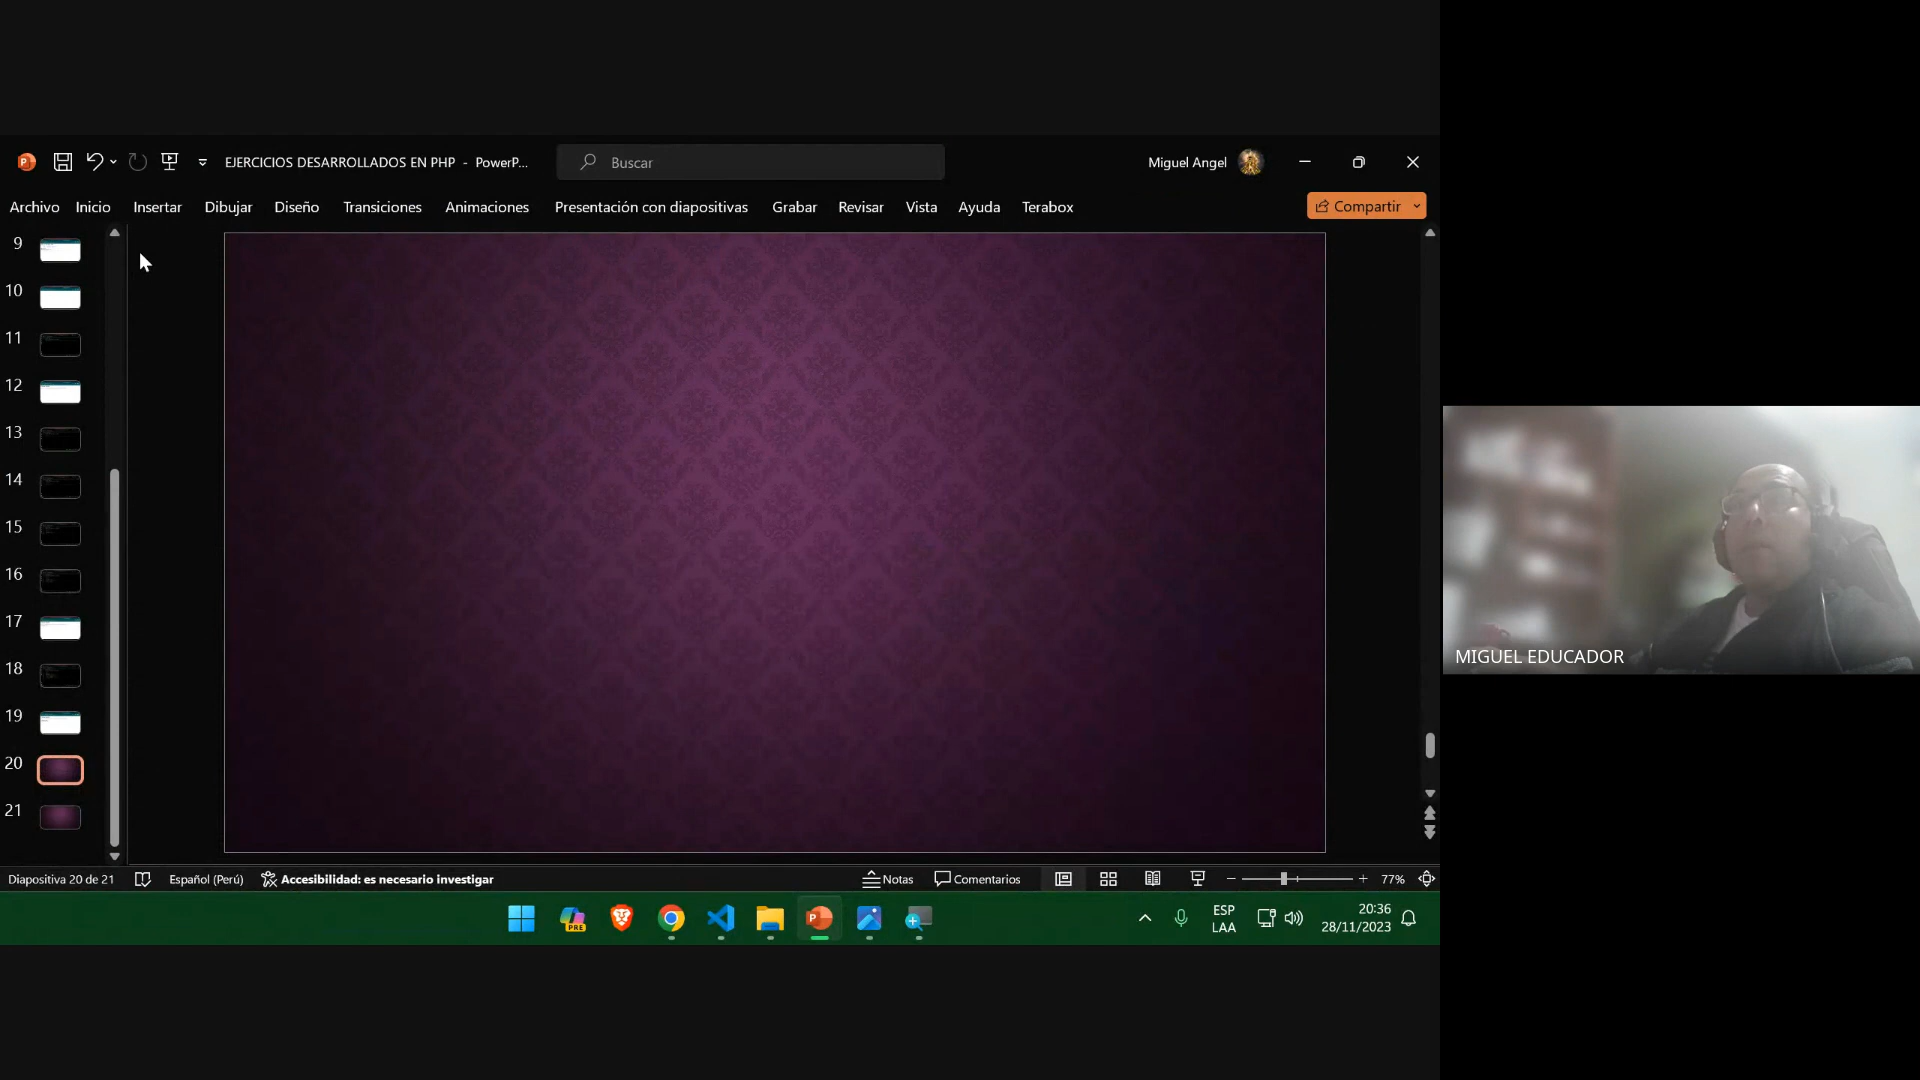 EJERCICIOS DESARROLLADOS EN PHP - PowerP...
Buscar
Miguel Angel
Archivo Inicio Insertar Dibujar Diseño Transiciones Animaciones Presentación con diapositivas Grabar Revisar Vista Ayuda Terabox
Compartir
9
10
11
12
13
14
15
16
17
18
19
20
21
MIGUEL EDUCADOR
Diapositiva 20 de 21 Español (Perú) Accesibilidad: es necesario investigar Notas Comentarios 77%
PRE
ESP
LAA
20:36
28/11/2023